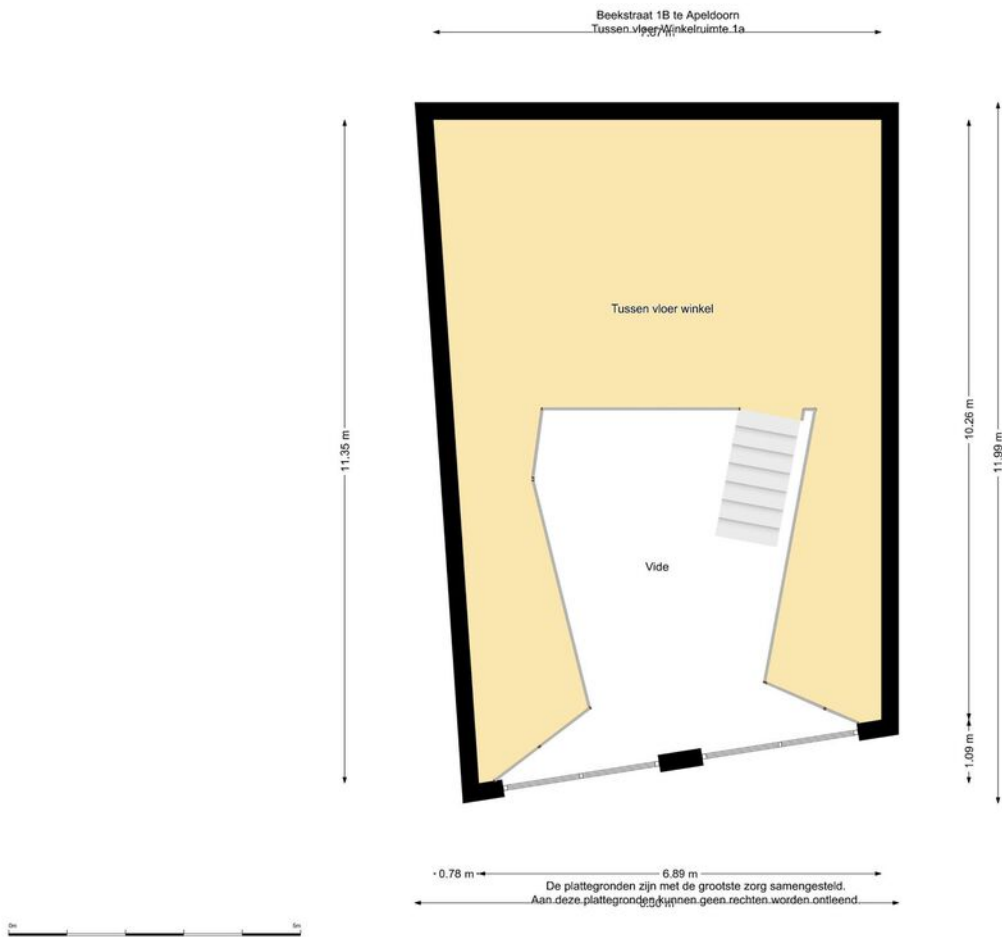 Beekstraat 1B te Apeldoorn
Tussen vloer Winkelruimte 1a
11.35 m
Tussen vloer winkel
10.26 m
11.99 m
Vide
1.09 m
0.78 m
6.89 m
De plattegronden zijn met de grootste zorg samengesteld.
Aan deze plattegronden kunnen geen rechten worden ontleend
0m
5m